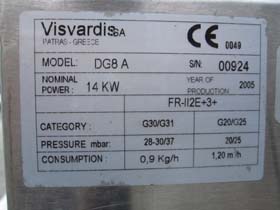 Visvardis SA
PATRAS - GREECE
CE 0049
MODEL: DG8 A S/N: 00924
NOMINAL POWER : 14 KW YEAR OF PRODUCTION 2005
FR-II2E+3+
CATEGORY : G30/G31 G20/G25
PRESSURE mbar: 28-30/37 20/25
CONSUMPTION : 0,9 Kg/h 1,20 m³/h